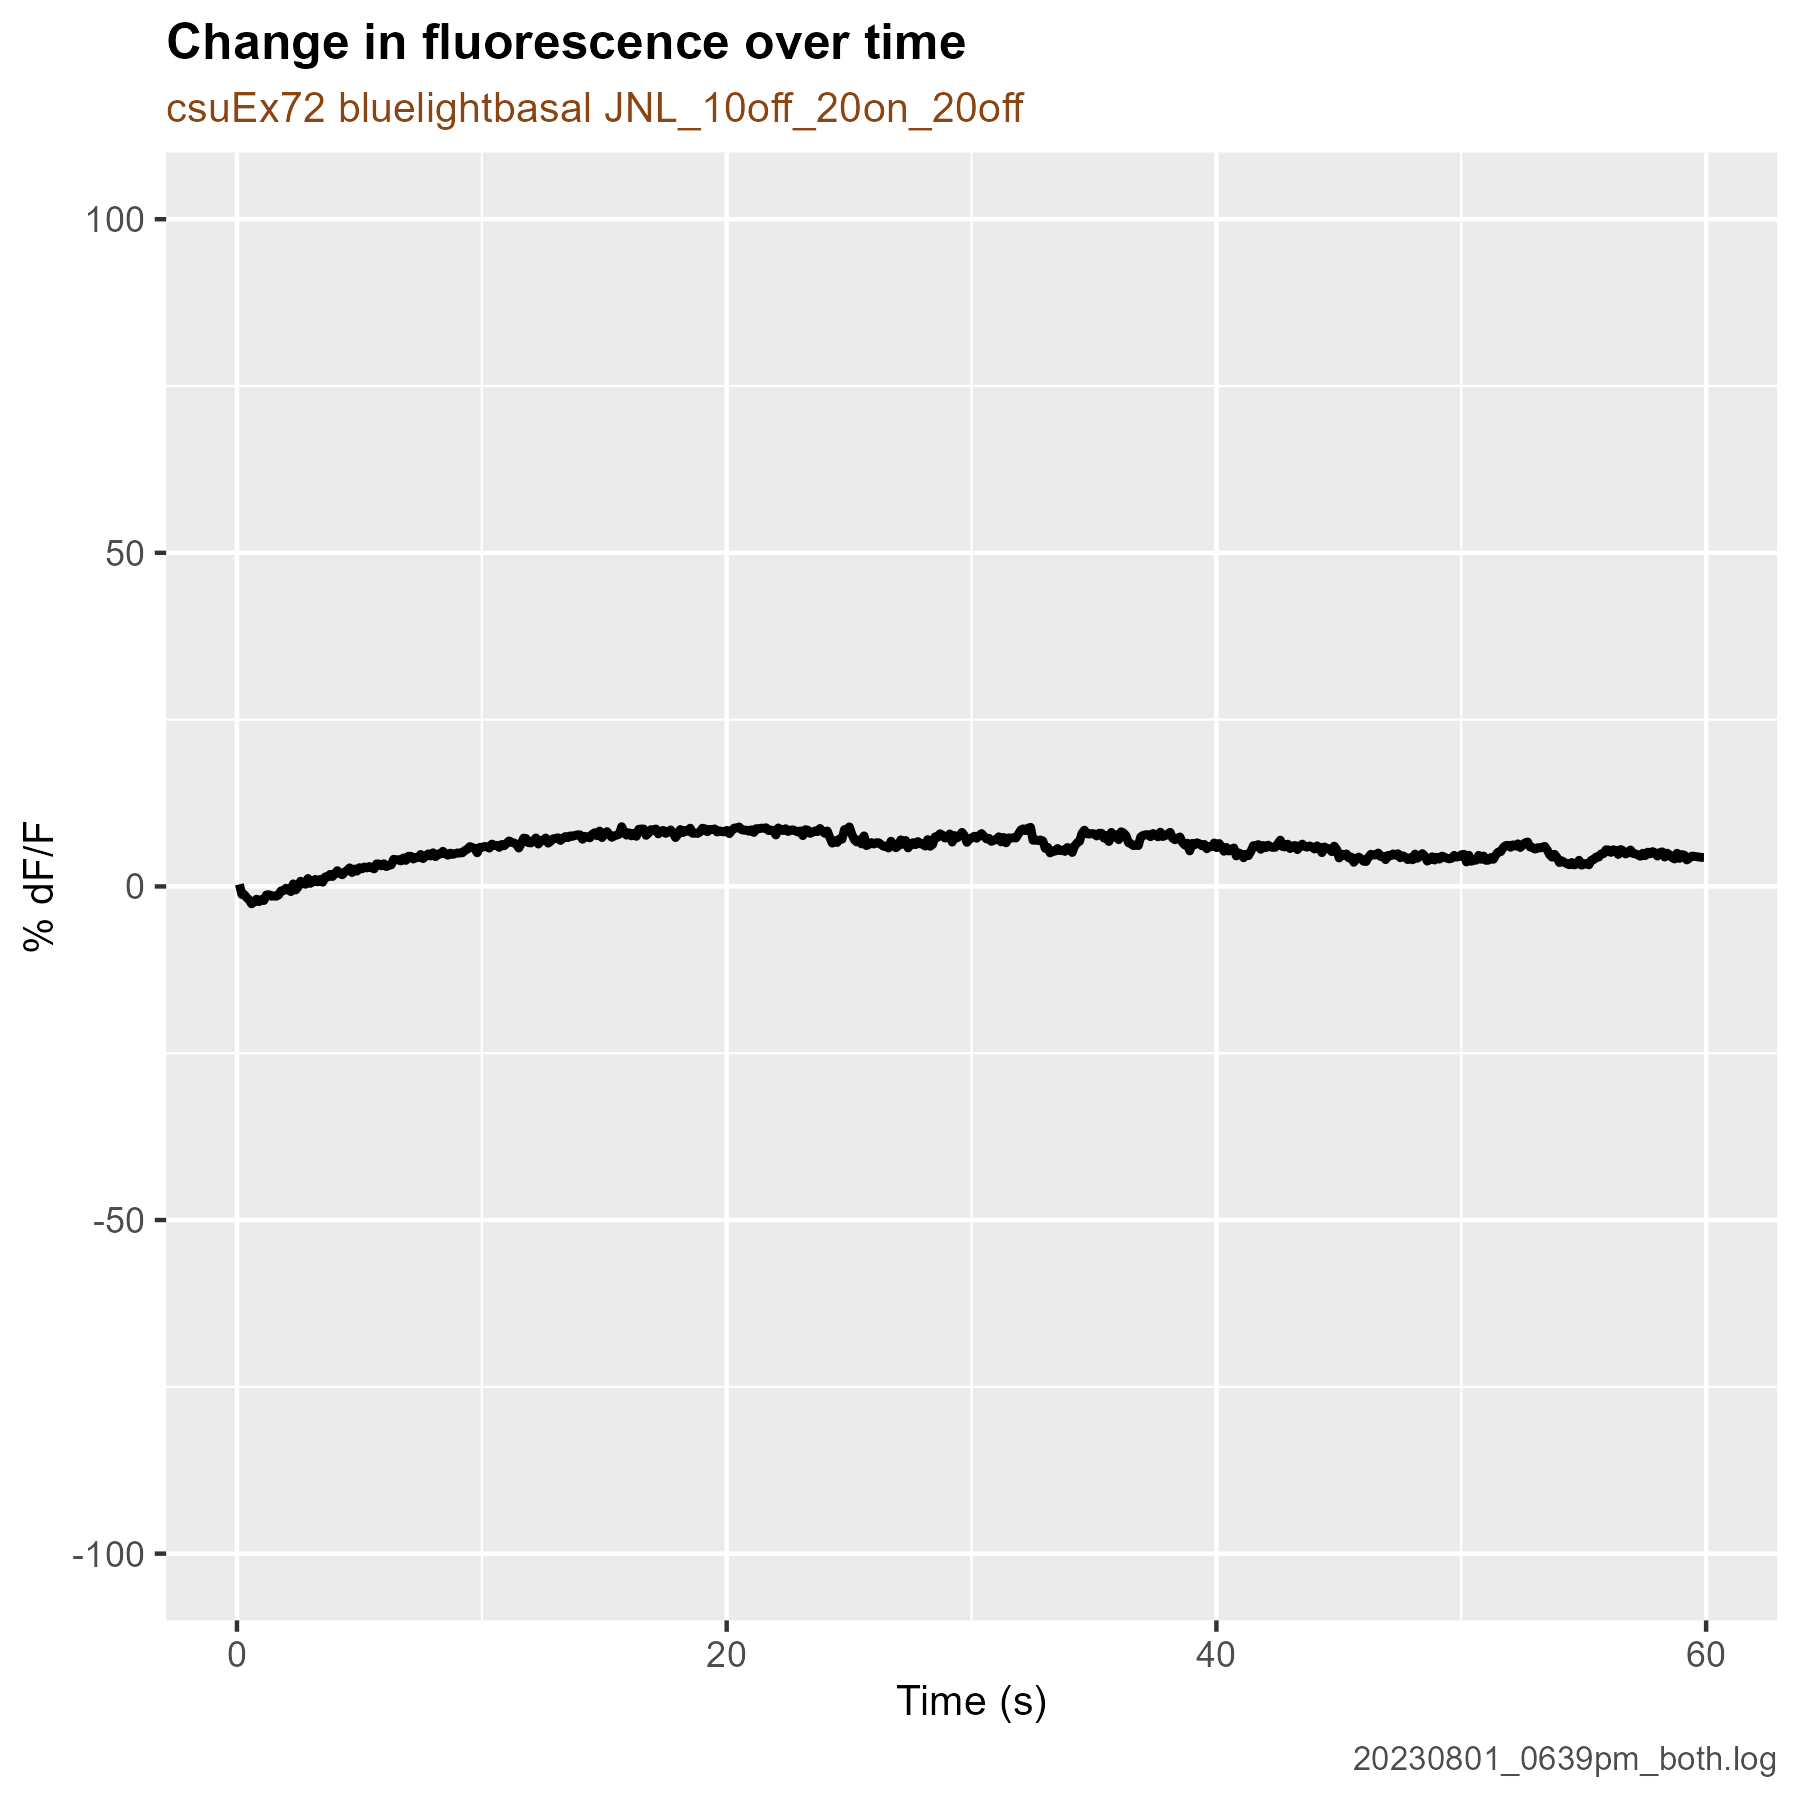 Change in fluorescence over time
csuEx72 bluelightbasal JNL_10off_20on_20off
100
50
0
-50
-100
% dF/F
0 20 40 60
Time (s)
20230801_0639pm_both.log